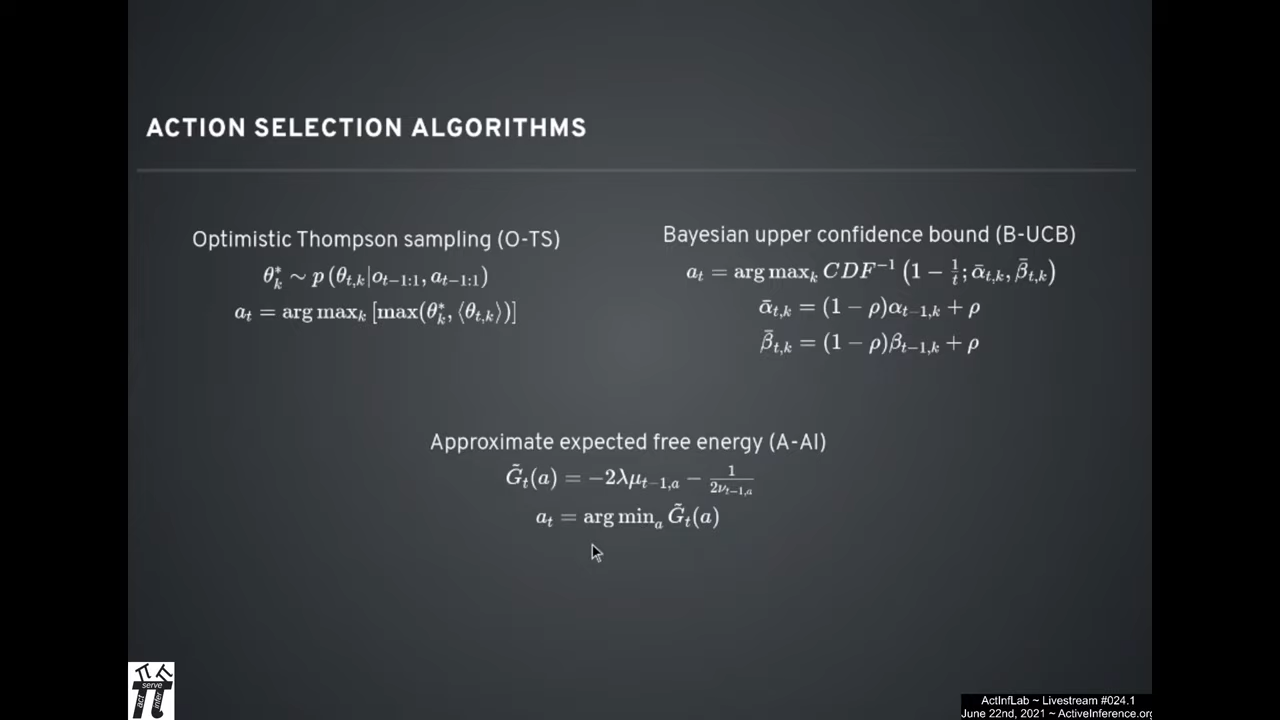 ACTION SELECTION ALGORITHMS
Optimistic Thompson sampling (O-TS)
θ*ₖ ∼ p (θₜ,ₖ|oₜ₋₁:₁, aₜ₋₁:₁)
aₜ = arg maxₖ [max(θ*ₖ, ⟨θₜ,ₖ⟩)]
Bayesian upper confidence bound (B-UCB)
aₜ = arg maxₖ CDF⁻¹ (1 − 1/t; ᾱₜ,ₖ, β̄ₜ,ₖ)
ᾱₜ,ₖ = (1 − ρ)αₜ₋₁,ₖ + ρ
β̄ₜ,ₖ = (1 − ρ)βₜ₋₁,ₖ + ρ
Approximate expected free energy (A-AI)
G̃ₜ(a) = −2λμₜ₋₁,ₐ − 1/(2νₜ₋₁,ₐ)
aₜ = arg minₐ G̃ₜ(a)
act serve infer
ActInfLab ~ Livestream #024.1
June 22nd, 2021 ~ ActiveInference.org